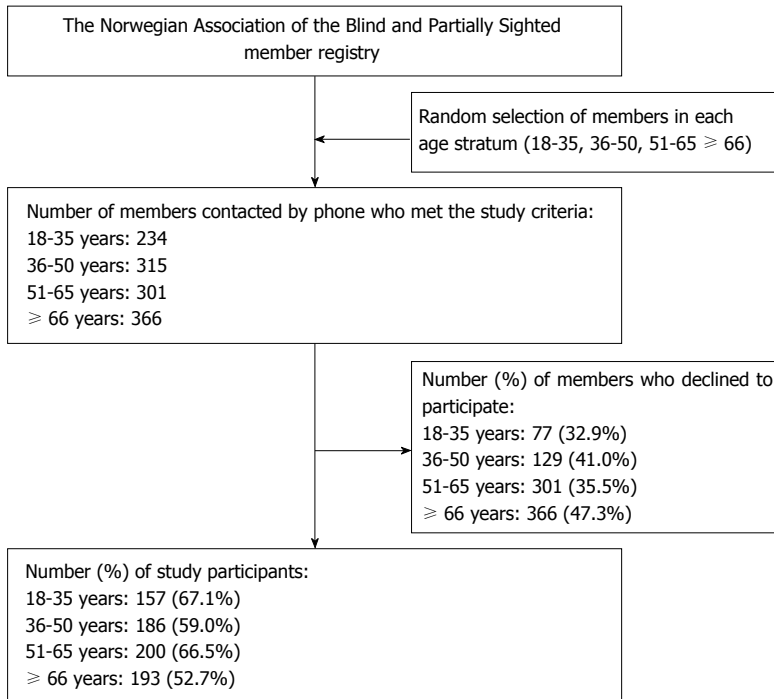 The Norwegian Association of the Blind and Partially Sighted
member registry
Random selection of members in each
age stratum (18-35, 36-50, 51-65 ⩾ 66)
Number of members contacted by phone who met the study criteria:
18-35 years: 234
36-50 years: 315
51-65 years: 301
⩾ 66 years: 366
Number (%) of members who declined to
participate:
18-35 years: 77 (32.9%)
36-50 years: 129 (41.0%)
51-65 years: 301 (35.5%)
⩾ 66 years: 366 (47.3%)
Number (%) of study participants:
18-35 years: 157 (67.1%)
36-50 years: 186 (59.0%)
51-65 years: 200 (66.5%)
⩾ 66 years: 193 (52.7%)